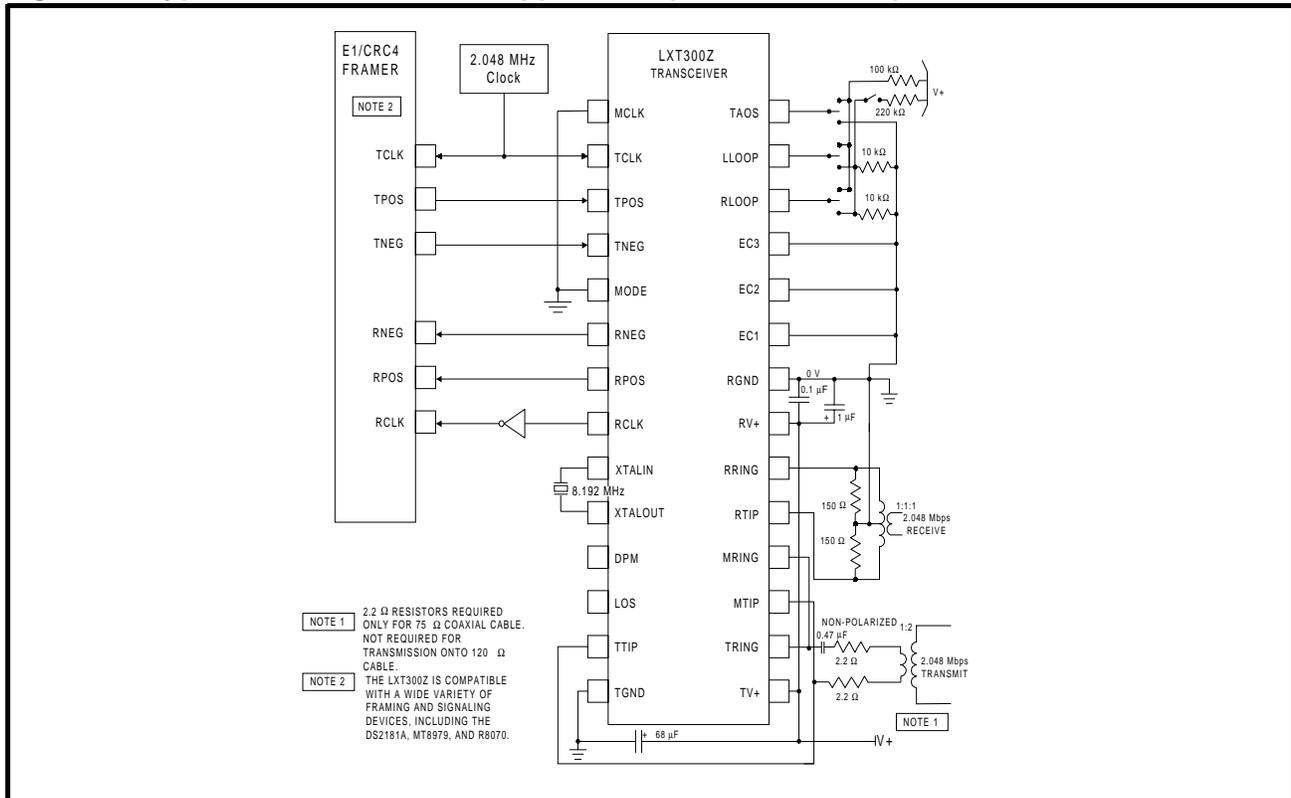 E1/CRC4
FRAMER
NOTE 2
TCLK
TPOS
TNEG
RNEG
RPOS
RCLK
2.048 MHz
Clock
LXT300Z
TRANSCEIVER
MCLK
TCLK
TPOS
TNEG
MODE
RNEG
RPOS
RCLK
XTALIN
8.192 MHz
XTALOUT
DPM
LOS
TTIP
TGND
TAOS
LLOOP
RLOOP
EC3
EC2
EC1
RGND
RV+
RRING
RTIP
MRING
MTIP
TRING
TV+
100 kΩ
V+
220 kΩ
10 kΩ
10 kΩ
0 V
0.1 µF
+ 1 µF
150 Ω
150 Ω
1:1:1
2.048 Mbps
RECEIVE
NON-POLARIZED
0.47 µF
1:2
2.2 Ω
2.2 Ω
2.048 Mbps
TRANSMIT
NOTE 1
+ 68 µF
V+
NOTE 1
2.2 Ω RESISTORS REQUIRED
ONLY FOR 75 Ω COAXIAL CABLE.
NOT REQUIRED FOR
TRANSMISSION ONTO 120 Ω
CABLE.
NOTE 2
THE LXT300Z IS COMPATIBLE
WITH A WIDE VARIETY OF
FRAMING AND SIGNALING
DEVICES, INCLUDING THE
DS2181A, MT8979, AND R8070.